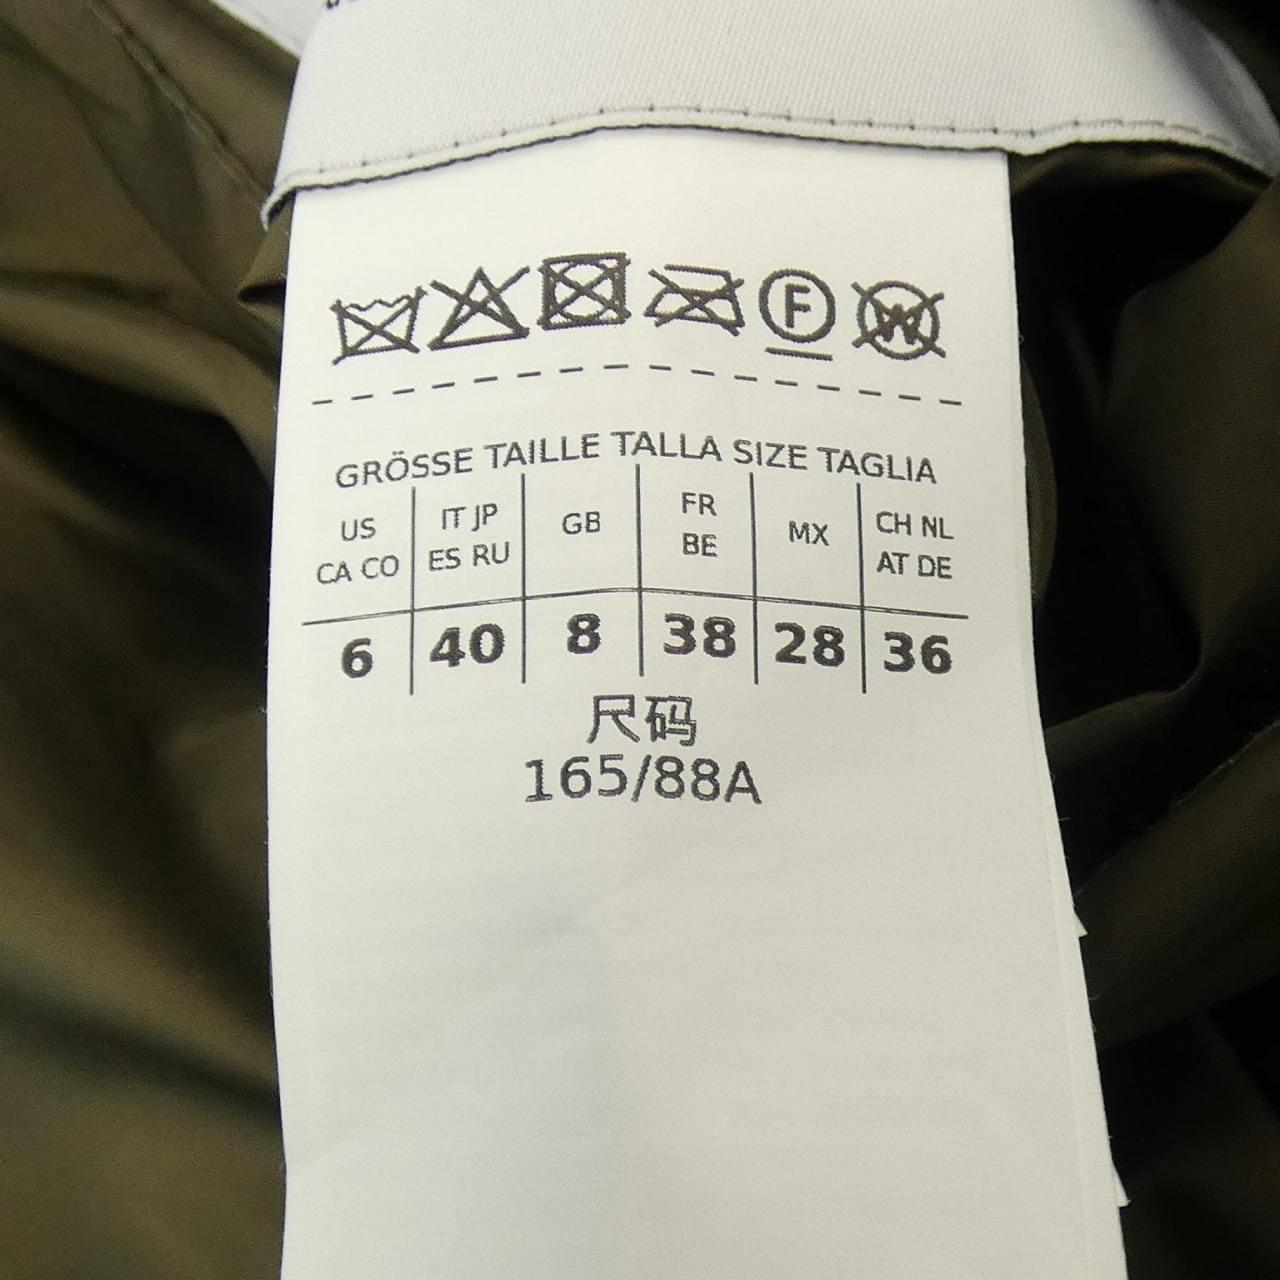 F W
GRÖSSE TAILLE TALLA SIZE TAGLIA
US CA CO
IT JP ES RU
GB
FR BE
MX
CH NL AT DE
6 40 8 38 28 36
尺码
165/88A